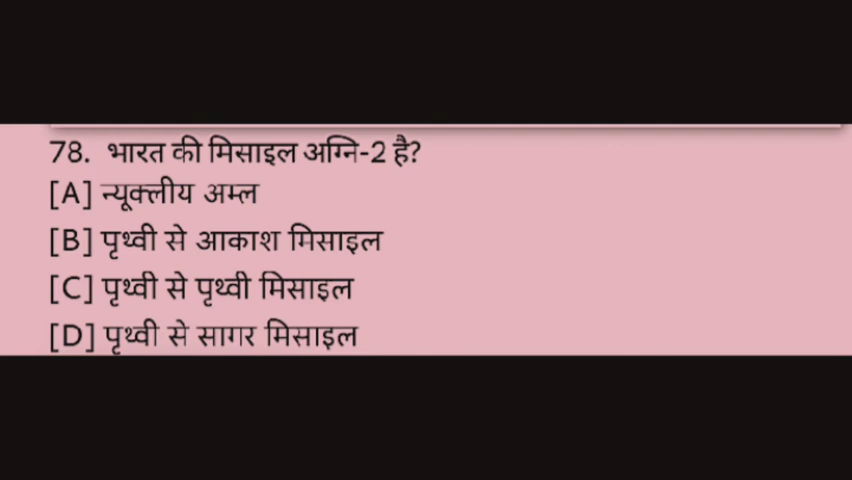 78. भारत की मिसाइल अग्नि-2 है?
[A] न्यूक्लीय अम्ल
[B] पृथ्वी से आकाश मिसाइल
[C] पृथ्वी से पृथ्वी मिसाइल
[D] पृथ्वी से सागर मिसाइल